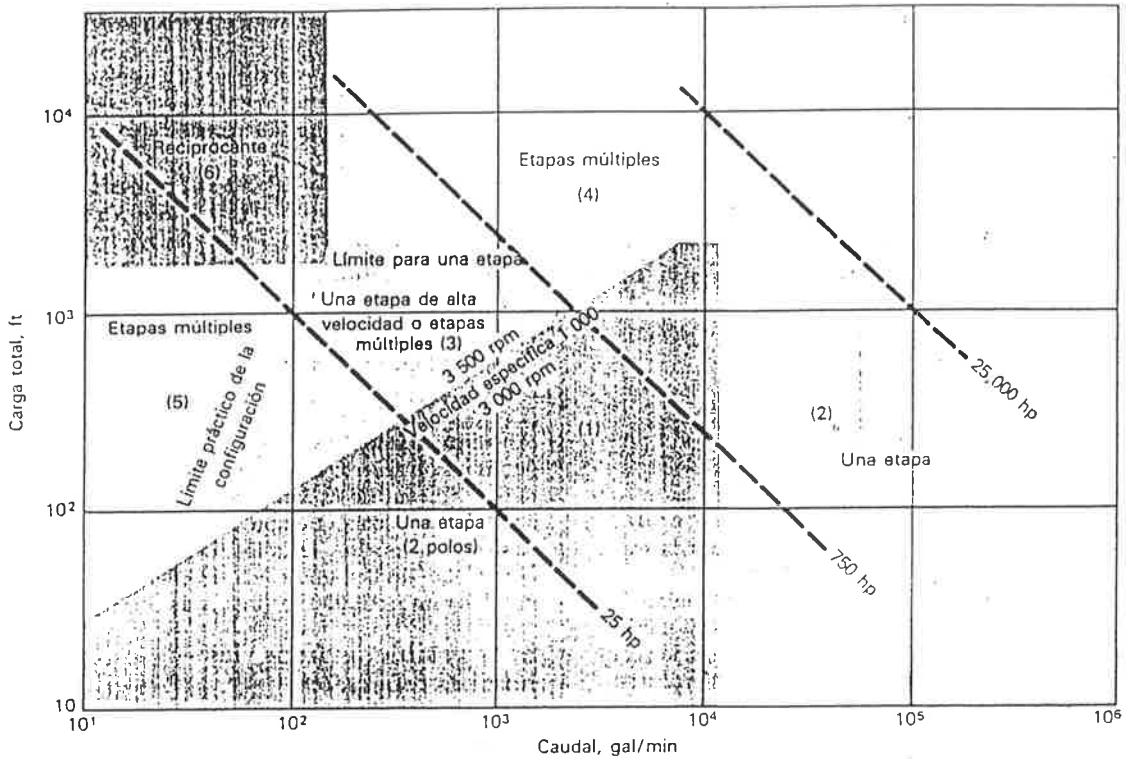 10⁴
Reciprocante
(6)
Etapas múltiples
(4)
Límite para una etapa
Una etapa de alta
velocidad o etapas
múltiples (3)
10³
Etapas múltiples
3 500 rpm
Velocidad específica 1 000
3 000 rpm
25,000 hp
Carga total, ft
(5)
Límite práctico de la
configuración
(1)
(2)
Una etapa
10²
Una étapa
(2 polos)
750 hp
25 hp
10
10¹
10²
10³
10⁴
10⁵
10⁶
Caudal, gal/min